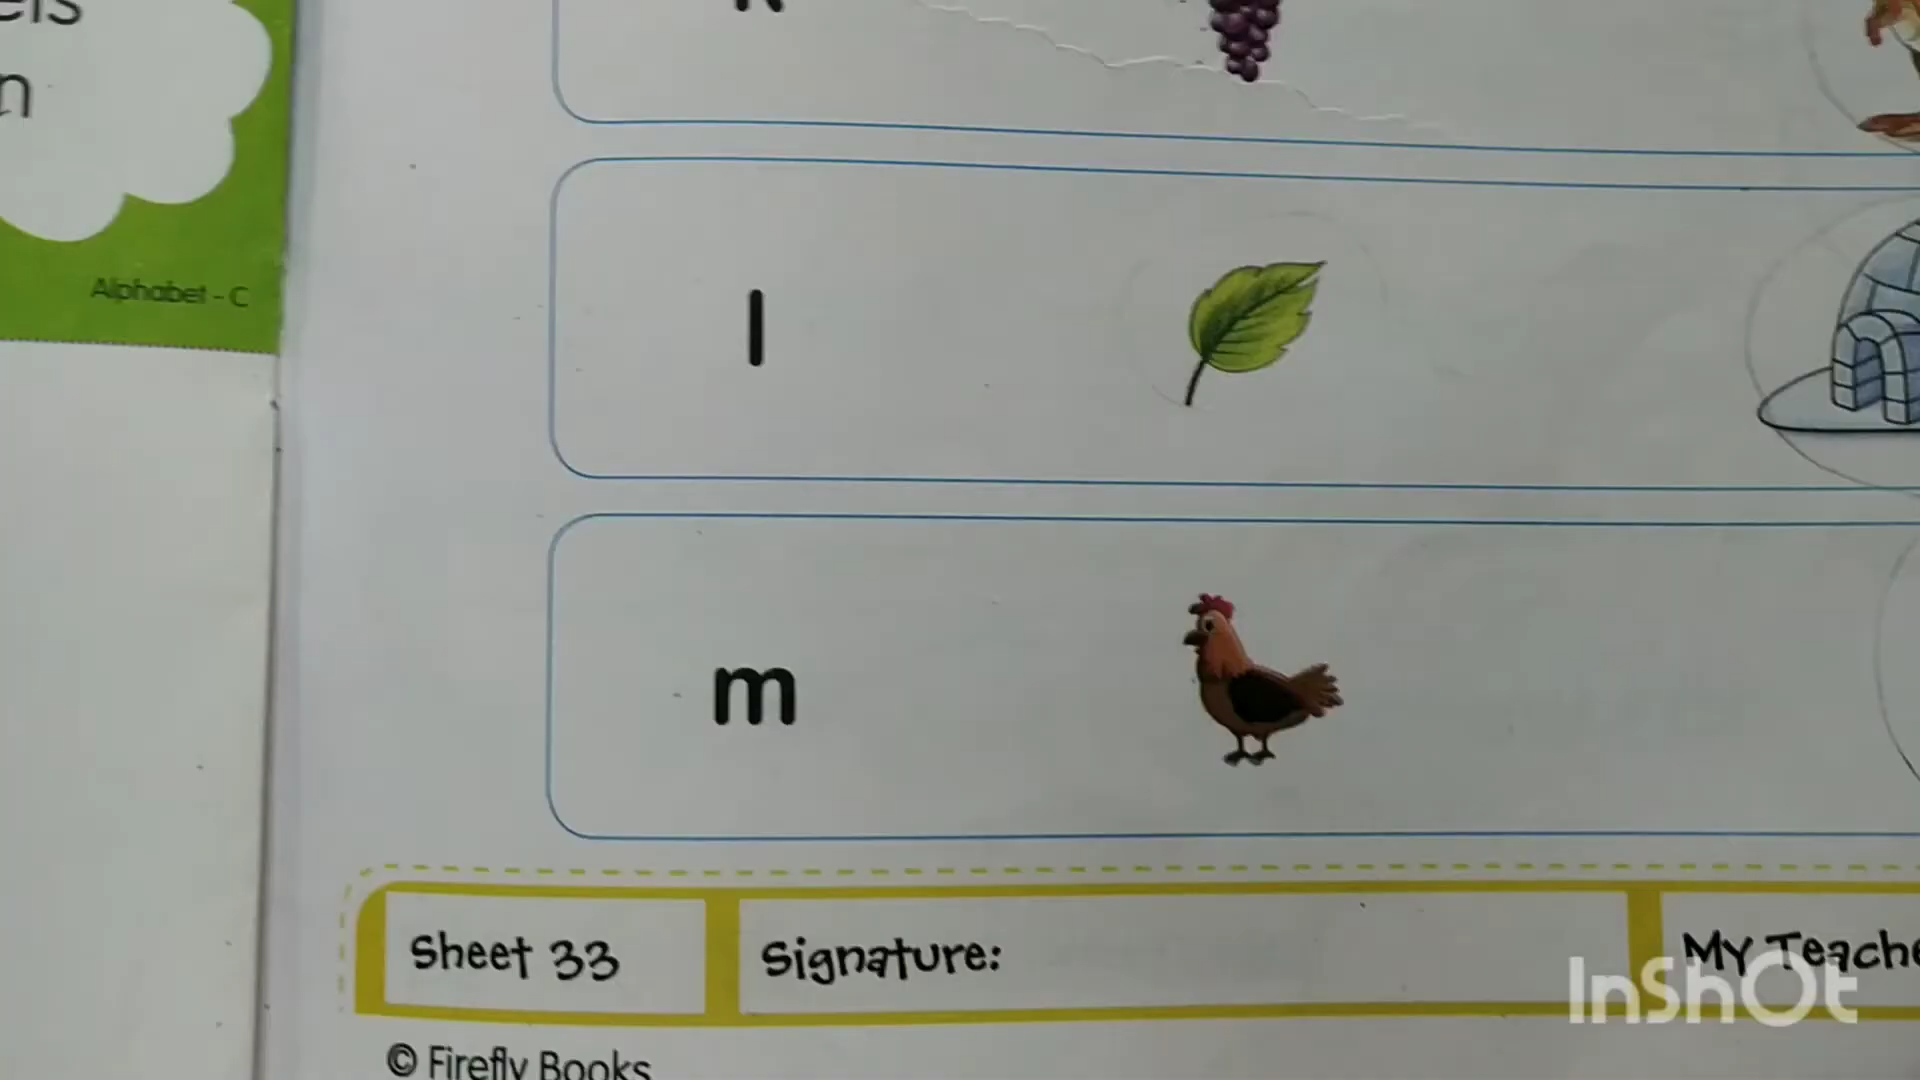 n
Alphabet - C
l
m
Sheet 33
Signature:
My Teache
© Firefly Books
InShOt